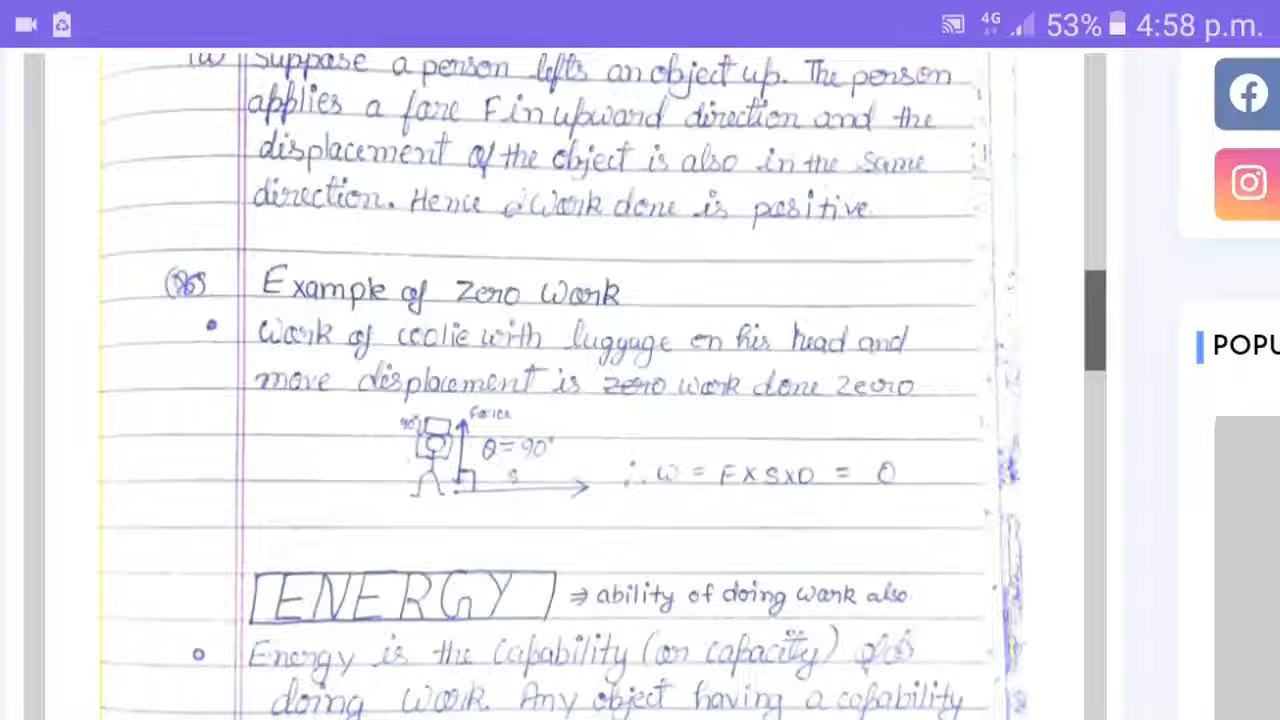 4G 53% 4:58 p.m.
Suppase a person lifts an object up. The person
applies a fare F in upward direction and the
displacement of the object is also in the same
direction. Hence work done is positive.
Example of Zero Work
• Work of coolie with luggage on his head and
move displacement is zero work done zero
90° Force
θ = 90°
S
∴ W = F×S×0 = 0
ENERGY ⇒ ability of doing work also
Energy is the capability (or capacity) of
doing work. Any object having a capability
POPU